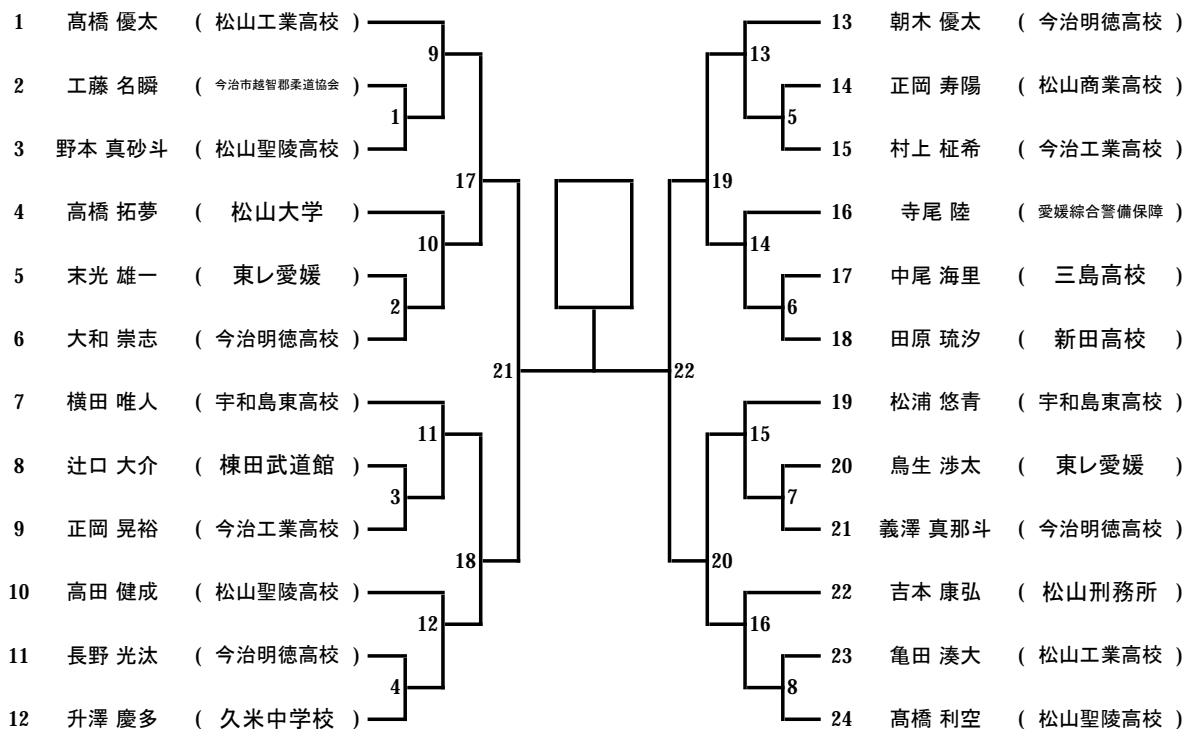 1 髙橋 優太 ( 松山工業高校 )
2 工藤 名瞬 ( 今治市越智郡柔道協会 )
3 野本 真砂斗 ( 松山聖陵高校 )
4 高橋 拓夢 ( 松山大学 )
5 末光 雄一 ( 東レ愛媛 )
6 大和 崇志 ( 今治明徳高校 )
7 横田 唯人 ( 宇和島東高校 )
8 辻口 大介 ( 棟田武道館 )
9 正岡 晃裕 ( 今治工業高校 )
10 高田 健成 ( 松山聖陵高校 )
11 長野 光汰 ( 今治明徳高校 )
12 升澤 慶多 ( 久米中学校 )
9
1
17
10
2
21
11
3
18
12
4
13
5
19
14
6
22
15
7
20
16
8
13 朝木 優太 ( 今治明徳高校 )
14 正岡 寿陽 ( 松山商業高校 )
15 村上 柾希 ( 今治工業高校 )
16 寺尾 陸 ( 愛媛綜合警備保障 )
17 中尾 海里 ( 三島高校 )
18 田原 琉汐 ( 新田高校 )
19 松浦 悠青 ( 宇和島東高校 )
20 鳥生 渉太 ( 東レ愛媛 )
21 義澤 真那斗 ( 今治明徳高校 )
22 吉本 康弘 ( 松山刑務所 )
23 亀田 湊大 ( 松山工業高校 )
24 髙橋 利空 ( 松山聖陵高校 )